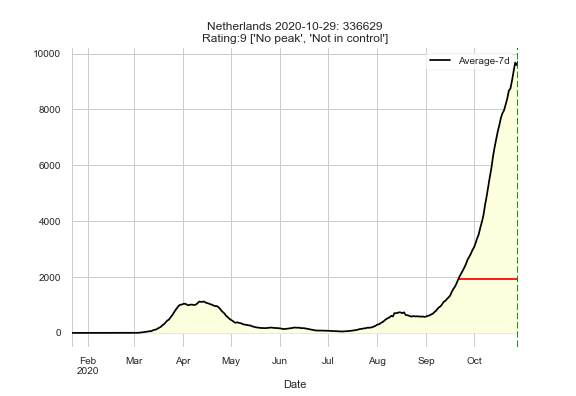 Netherlands 2020-10-29: 336629
Rating:9 ['No peak', 'Not in control']
Average-7d
10000
8000
6000
4000
2000
0
Feb Mar Apr May Jun Jul Aug Sep Oct
2020
Date